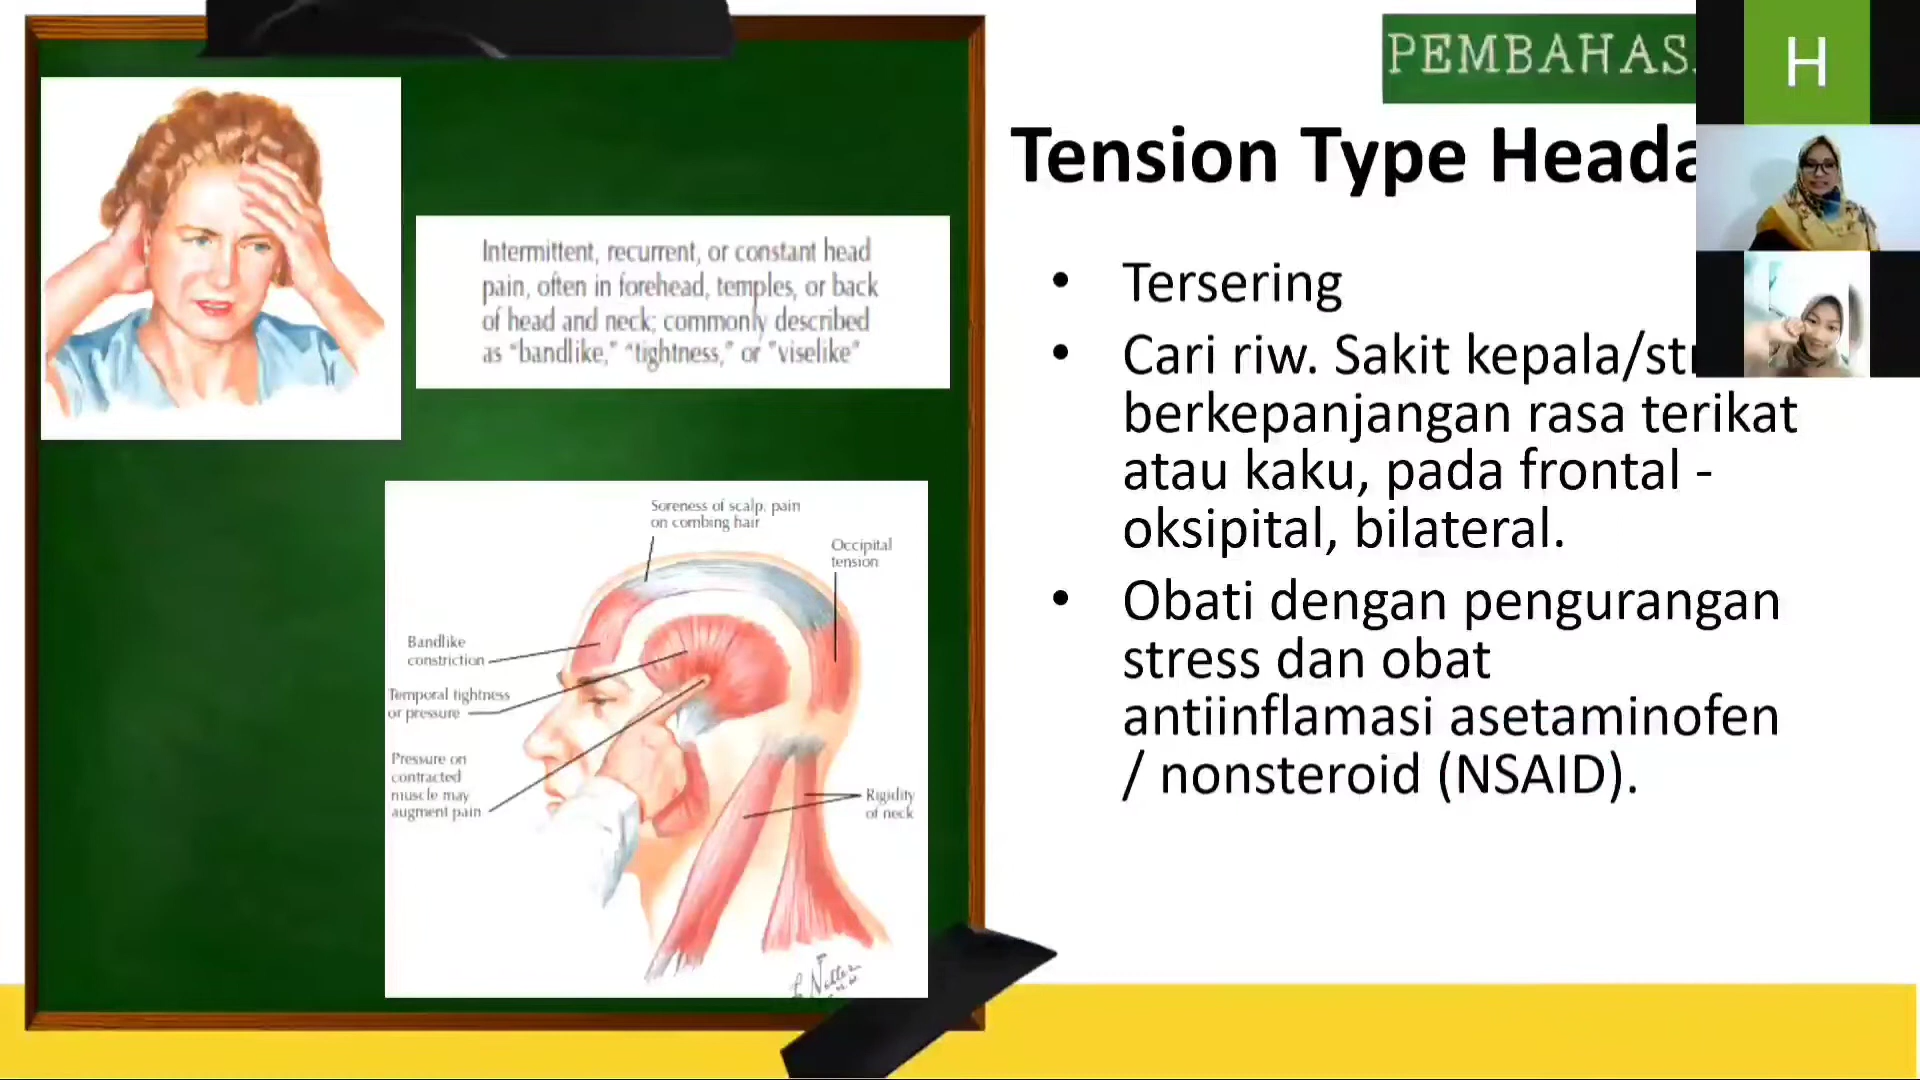 PEMBAHAS
H
Tension Type Heada
Intermittent, recurrent, or constant head
pain, often in forehead, temples, or back
of head and neck; commonly described
as "bandlike," "tightness," or "viselike"
• Tersering
• Cari riw. Sakit kepala/str
berkepanjangan rasa terikat
atau kaku, pada frontal -
oksipital, bilateral.
• Obati dengan pengurangan
stress dan obat
antiinflamasi asetaminofen
/ nonsteroid (NSAID).
Soreness of scalp, pain
on combing hair
Occipital
tension
Bandlike
constriction
Temporal tightness
or pressure
Pressure on
contracted
muscle may
augment pain
Rigidity
of neck